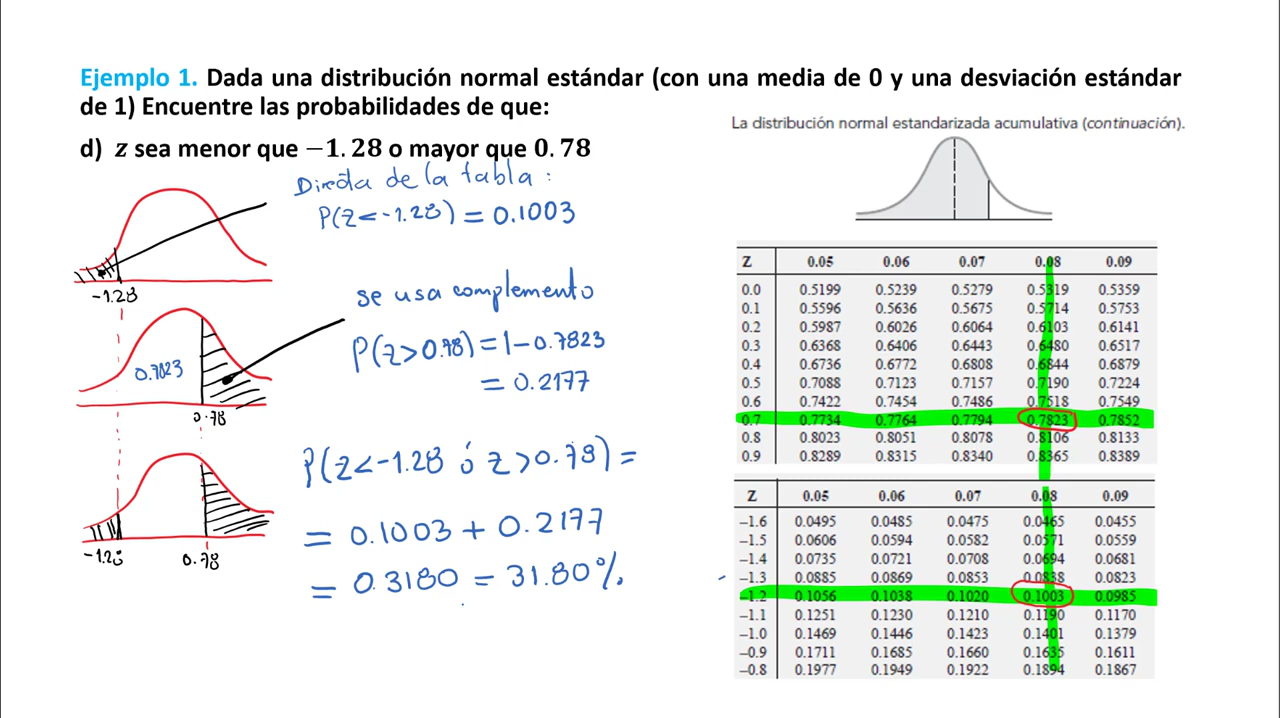 Ejemplo 1. Dada una distribución normal estándar (con una media de 0 y una desviación estándar
de 1) Encuentre las probabilidades de que:
d) z sea menor que −1.28 o mayor que 0.78
Directa de la tabla:
P(Z<-1.28) = 0.1003
-1.28
se usa complemento
P(Z>0.78) = 1-0.7823
= 0.2177
0.7823
0.78
P(Z<-1.28 ó Z>0.78) =
= 0.1003 + 0.2177
= 0.3180 = 31.80%
-1.28 0.78
La distribución normal estandarizada acumulativa (continuación).
Z 0.05 0.06 0.07 0.08 0.09
0.0 0.5199 0.5239 0.5279 0.5319 0.5359
0.1 0.5596 0.5636 0.5675 0.5714 0.5753
0.2 0.5987 0.6026 0.6064 0.6103 0.6141
0.3 0.6368 0.6406 0.6443 0.6480 0.6517
0.4 0.6736 0.6772 0.6808 0.6844 0.6879
0.5 0.7088 0.7123 0.7157 0.7190 0.7224
0.6 0.7422 0.7454 0.7486 0.7518 0.7549
0.7 0.7734 0.7764 0.7794 0.7823 0.7852
0.8 0.8023 0.8051 0.8078 0.8106 0.8133
0.9 0.8289 0.8315 0.8340 0.8365 0.8389
Z 0.05 0.06 0.07 0.08 0.09
−1.6 0.0495 0.0485 0.0475 0.0465 0.0455
−1.5 0.0606 0.0594 0.0582 0.0571 0.0559
−1.4 0.0735 0.0721 0.0708 0.0694 0.0681
−1.3 0.0885 0.0869 0.0853 0.0838 0.0823
−1.2 0.1056 0.1038 0.1020 0.1003 0.0985
−1.1 0.1251 0.1230 0.1210 0.1190 0.1170
−1.0 0.1469 0.1446 0.1423 0.1401 0.1379
−0.9 0.1711 0.1685 0.1660 0.1635 0.1611
−0.8 0.1977 0.1949 0.1922 0.1894 0.1867